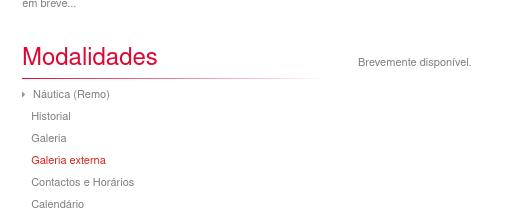 em breve...
Modalidades
Náutica (Remo)
Historial
Galeria
Galeria externa
Contactos e Horários
Calendário
Brevemente disponível.